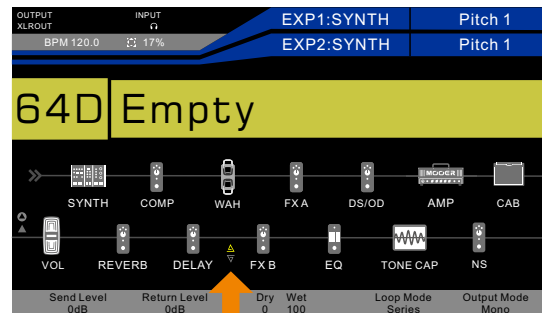 OUTPUT INPUT EXP1:SYNTH Pitch 1
XLROUT
BPM 120.0 17% EXP2:SYNTH Pitch 1
64D Empty
MOOER
SYNTH COMP WAH FX A DS/OD AMP CAB
VOL REVERB DELAY FX B EQ TONE CAP NS
Send Level Return Level Dry Wet Loop Mode Output Mode
0dB 0dB 0 100 Series Mono